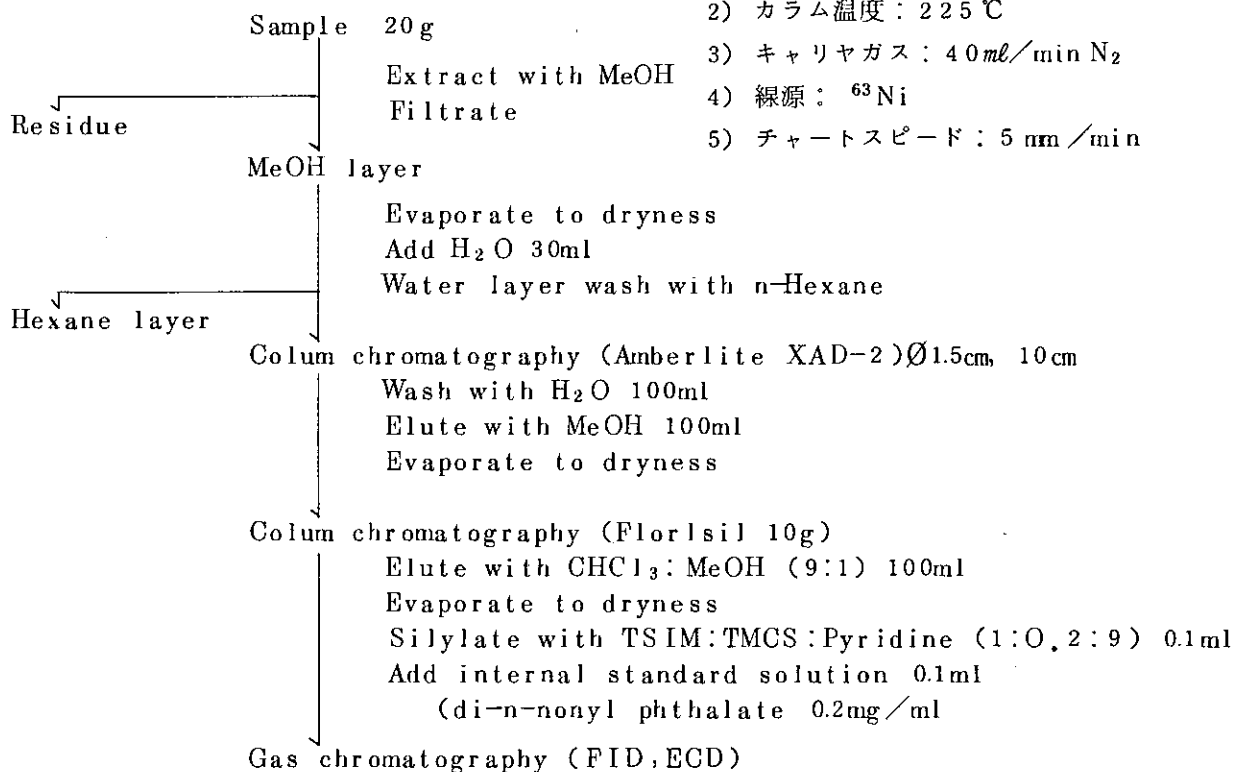 2) カラム温度：225℃
3) キャリヤガス：40㎖／min N₂
4) 線源： ⁶³Ni
5) チャートスピード：5 mm／min
Sample 20g
Extract with MeOH
Filtrate
Residue
MeOH layer
Evaporate to dryness
Add H₂O 30ml
Water layer wash with n-Hexane
Hexane layer
Colum chromatography (Amberlite XAD-2)Ø1.5cm, 10cm
Wash with H₂O 100ml
Elute with MeOH 100ml
Evaporate to dryness
Colum chromatography (FlorIsil 10g)
Elute with CHCl₃:MeOH (9:1) 100ml
Evaporate to dryness
Silylate with TSIM:TMCS:Pyridine (1:O.2:9) 0.1ml
Add internal standard solution 0.1ml
(di-n-nonyl phthalate 0.2mg／ml
Gas chromatography (FID,ECD)